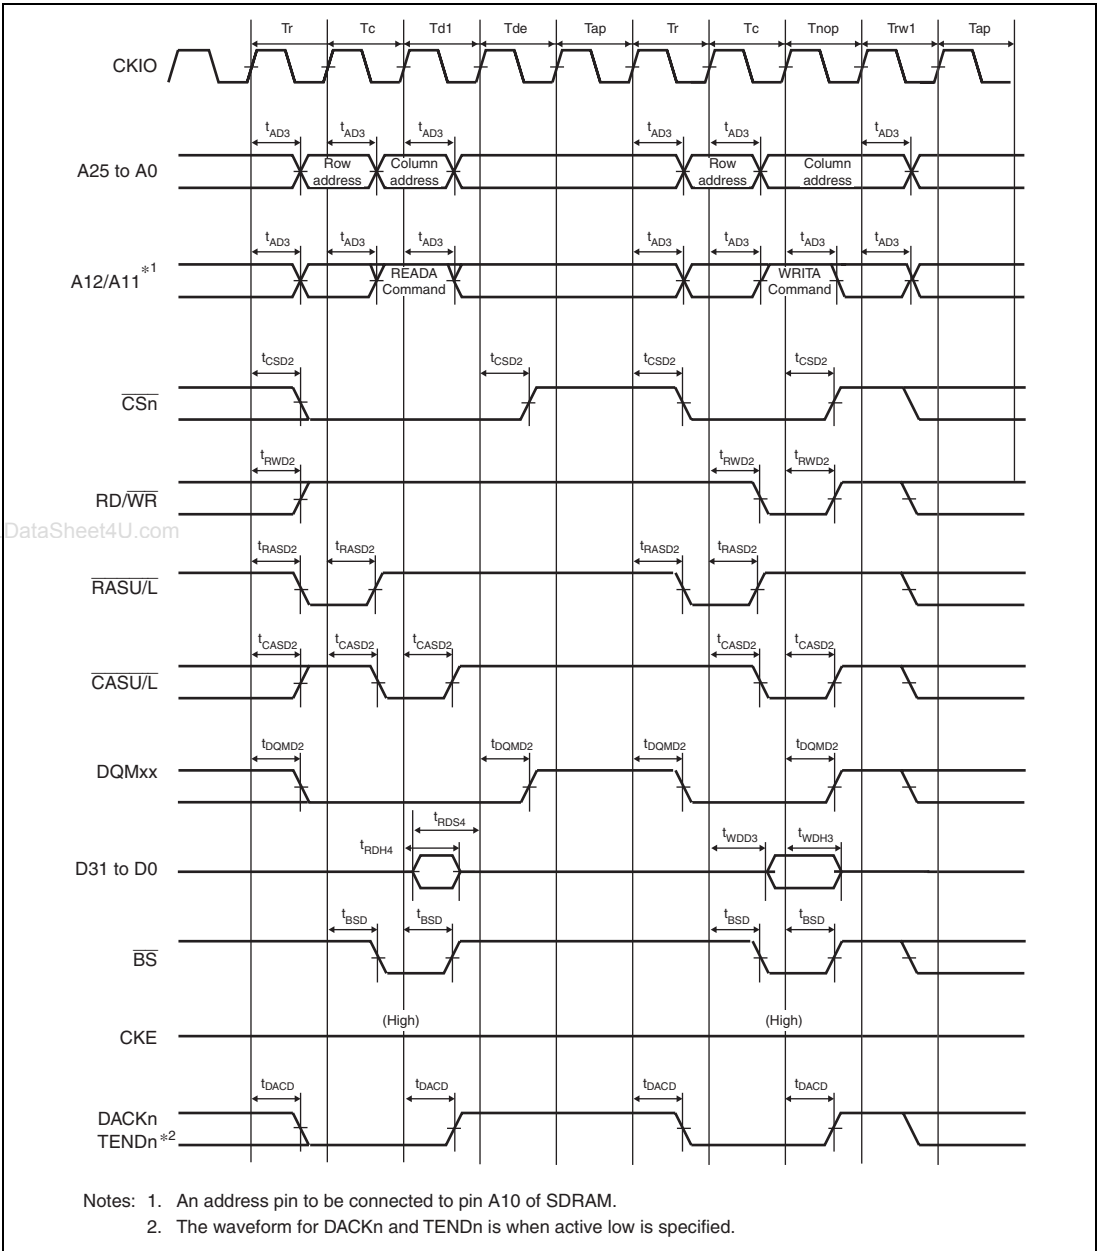 Tr Tc Td1 Tde Tap Tr Tc Tnop Trw1 Tap
CKIO
tAD3 tAD3 tAD3 tAD3 tAD3 tAD3
A25 to A0
Row address Column address Row address Column address
tAD3 tAD3 tAD3 tAD3 tAD3 tAD3 tAD3
A12/A11*1
READA Command WRITA Command
tCSD2 tCSD2 tCSD2 tCSD2
CSn
tRWD2 tRWD2 tRWD2
RD/WR
DataSheet4U.com
tRASD2 tRASD2 tRASD2 tRASD2
RASU/L
tCASD2 tCASD2 tCASD2 tCASD2 tCASD2
CASU/L
tDQMD2 tDQMD2 tDQMD2 tDQMD2
DQMxx
tRDS4
tRDH4 tWDD3 tWDH3
D31 to D0
tBSD tBSD tBSD tBSD
BS
(High) (High)
CKE
tDACD tDACD tDACD tDACD
DACKn
TENDn*2
Notes: 1. An address pin to be connected to pin A10 of SDRAM.
2. The waveform for DACKn and TENDn is when active low is specified.